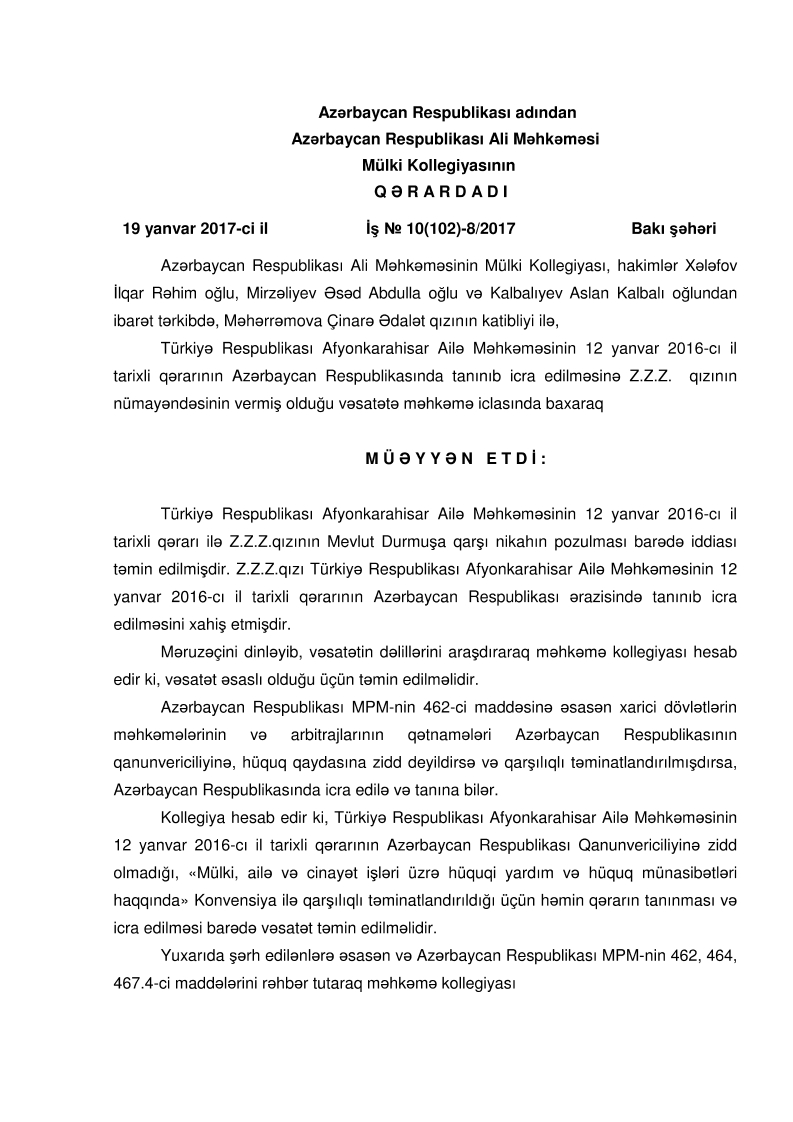 Azərbaycan Respublikası adından
Azərbaycan Respublikası Ali Məhkəməsi
Mülki Kollegiyasının
Q Ə R A R D A D I
19 yanvar 2017-ci il İş № 10(102)-8/2017 Bakı şəhəri
Azərbaycan Respublikası Ali Məhkəməsinin Mülki Kollegiyası, hakimlər Xələfov
İlqar Rəhim oğlu, Mirzəliyev Əsəd Abdulla oğlu və Kalbalıyev Aslan Kalbalı oğlundan
ibarət tərkibdə, Məhərrəmova Çinarə Ədalət qızının katibliyi ilə,
Türkiyə Respublikası Afyonkarahisar Ailə Məhkəməsinin 12 yanvar 2016-cı il
tarixli qərarının Azərbaycan Respublikasında tanınıb icra edilməsinə Z.Z.Z. qızının
nümayəndəsinin vermiş olduğu vəsatətə məhkəmə iclasında baxaraq
M Ü Ə Y Y Ə N E T D İ :
Türkiyə Respublikası Afyonkarahisar Ailə Məhkəməsinin 12 yanvar 2016-cı il
tarixli qərarı ilə Z.Z.Z.qızının Mevlut Durmuşa qarşı nikahın pozulması barədə iddiası
təmin edilmişdir. Z.Z.Z.qızı Türkiyə Respublikası Afyonkarahisar Ailə Məhkəməsinin 12
yanvar 2016-cı il tarixli qərarının Azərbaycan Respublikası ərazisində tanınıb icra
edilməsini xahiş etmişdir.
Məruzəçini dinləyib, vəsatətin dəlillərini araşdıraraq məhkəmə kollegiyası hesab
edir ki, vəsatət əsaslı olduğu üçün təmin edilməlidir.
Azərbaycan Respublikası MPM-nin 462-ci maddəsinə əsasən xarici dövlətlərin
məhkəmələrinin və arbitrajlarının qətnamələri Azərbaycan Respublikasının
qanunvericiliyinə, hüquq qaydasına zidd deyildirsə və qarşılıqlı təminatlandırılmışdırsa,
Azərbaycan Respublikasında icra edilə və tanına bilər.
Kollegiya hesab edir ki, Türkiyə Respublikası Afyonkarahisar Ailə Məhkəməsinin
12 yanvar 2016-cı il tarixli qərarının Azərbaycan Respublikası Qanunvericiliyinə zidd
olmadığı, «Mülki, ailə və cinayət işləri üzrə hüquqi yardım və hüquq münasibətləri
haqqında» Konvensiya ilə qarşılıqlı təminatlandırıldığı üçün həmin qərarın tanınması və
icra edilməsi barədə vəsatət təmin edilməlidir.
Yuxarıda şərh edilənlərə əsasən və Azərbaycan Respublikası MPM-nin 462, 464,
467.4-ci maddələrini rəhbər tutaraq məhkəmə kollegiyası